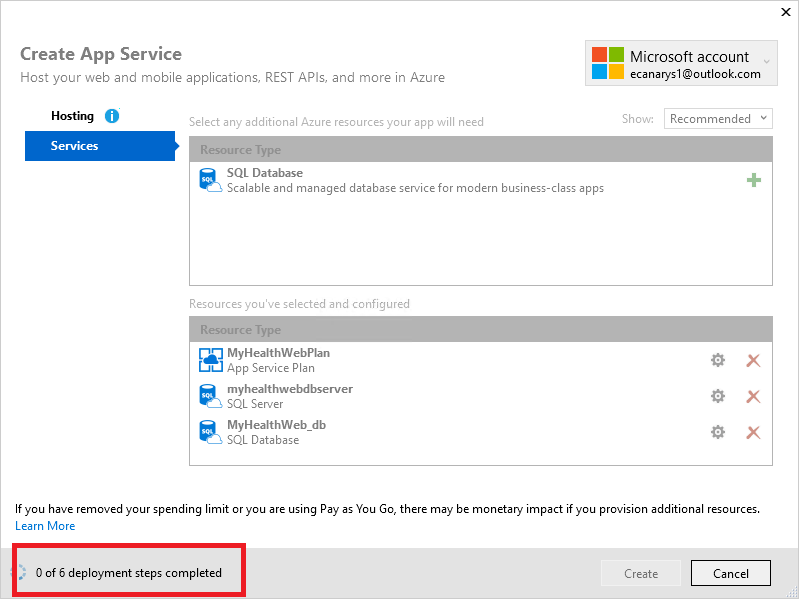 Create App Service
Host your web and mobile applications, REST APIs, and more in Azure
Microsoft account
ecanarys1@outlook.com
Hosting i
Services
Select any additional Azure resources your app will need
Show: Recommended
Resource Type
SQL
SQL Database
Scalable and managed database service for modern business-class apps
Resources you've selected and configured
Resource Type
MyHealthWebPlan
App Service Plan
SQL
myhealthwebdbserver
SQL Server
SQL
MyHealthWeb_db
SQL Database
If you have removed your spending limit or you are using Pay as You Go, there may be monetary impact if you provision additional resources.
Learn More
0 of 6 deployment steps completed
Create
Cancel